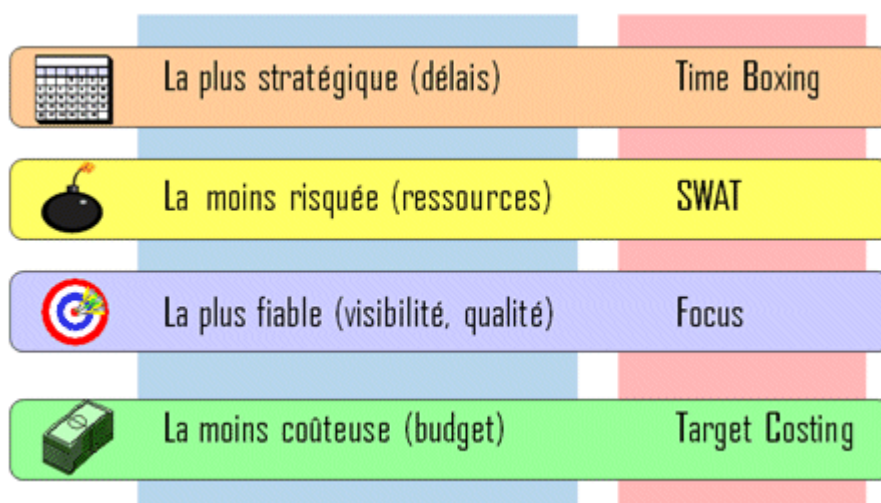 La plus stratégique (délais) Time Boxing
La moins risquée (ressources) SWAT
La plus fiable (visibilité, qualité) Focus
La moins coûteuse (budget) Target Costing